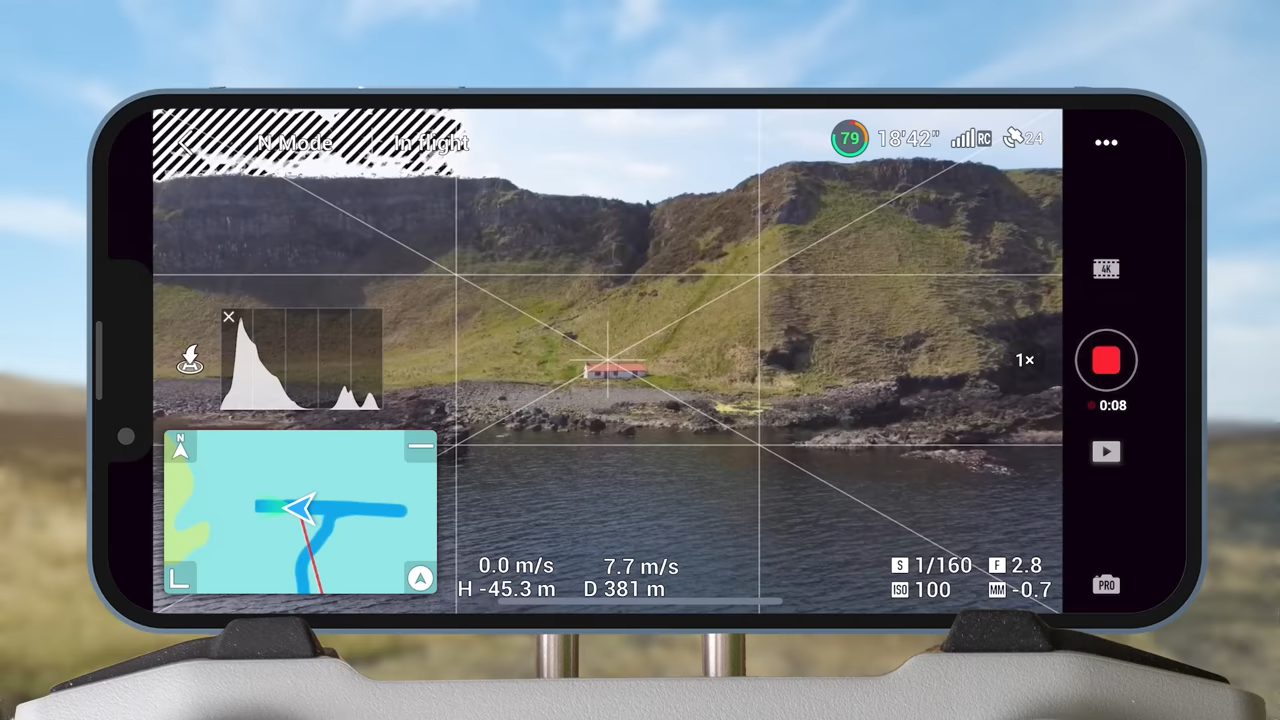 N Mode In flight
79 18'42" RC 24
4K
1×
0:08
N
0.0 m/s 7.7 m/s
H -45.3 m D 381 m
S 1/160 F 2.8
ISO 100 MM -0.7
PRO